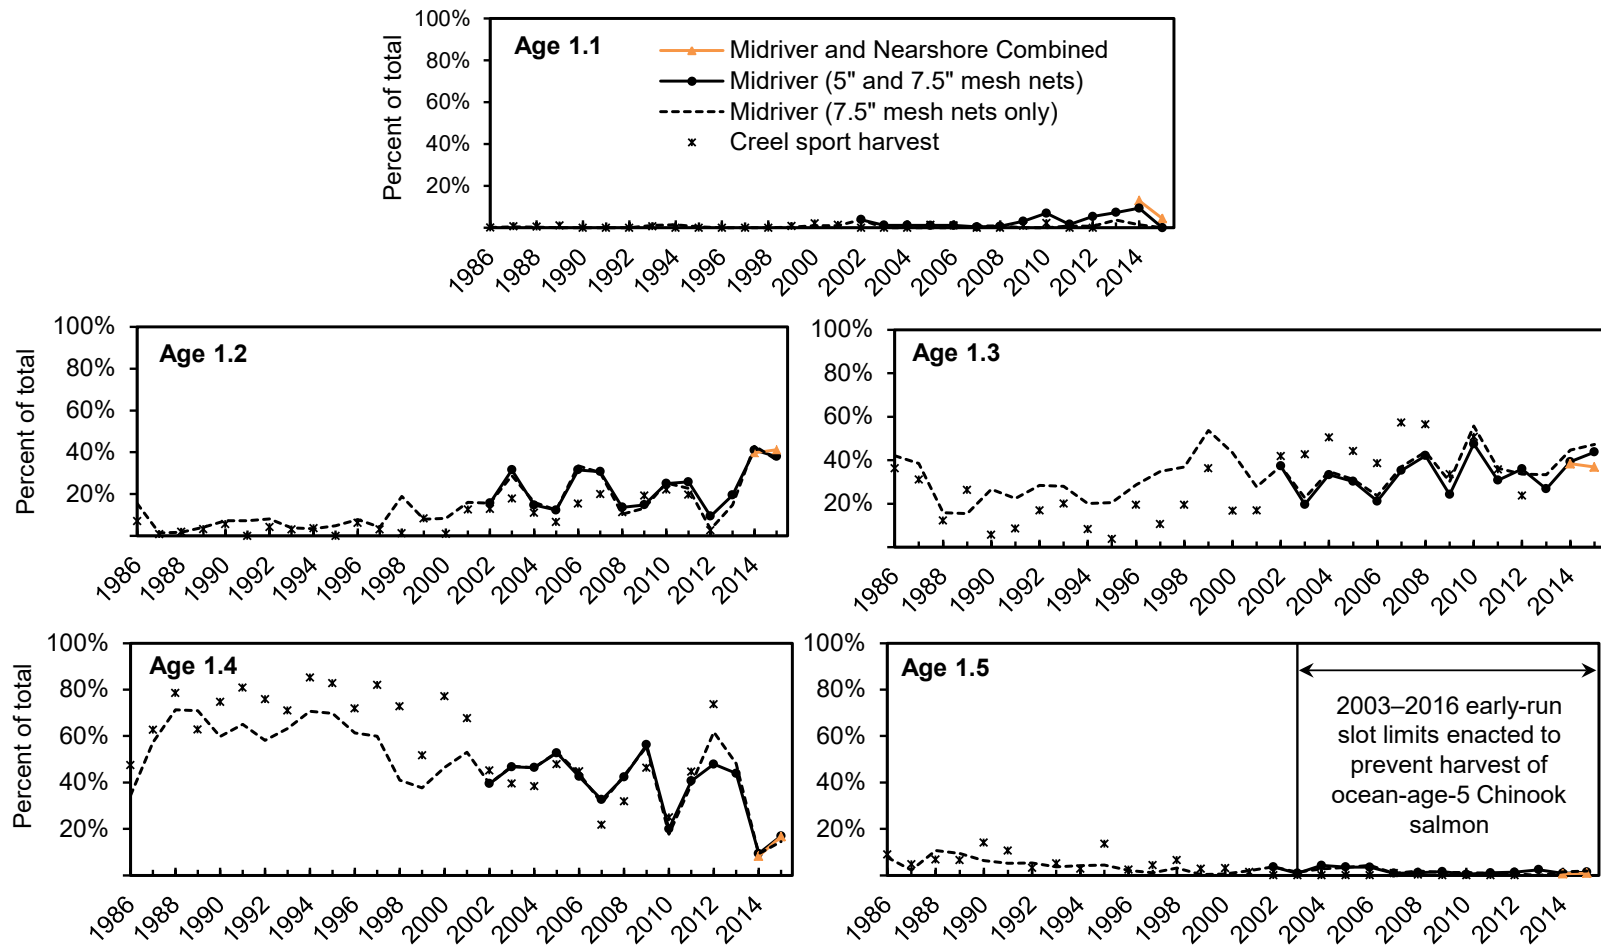 Age 1.1
Percent of total
100%
80%
60%
40%
20%
Midriver and Nearshore Combined
Midriver (5" and 7.5" mesh nets)
Midriver (7.5" mesh nets only)
Creel sport harvest
1986 1988 1990 1992 1994 1996 1998 2000 2002 2004 2006 2008 2010 2012 2014
Age 1.2
Percent of total
100%
80%
60%
40%
20%
1986 1988 1990 1992 1994 1996 1998 2000 2002 2004 2006 2008 2010 2012 2014
Age 1.3
100%
80%
60%
40%
20%
1986 1988 1990 1992 1994 1996 1998 2000 2002 2004 2006 2008 2010 2012 2014
Age 1.4
Percent of total
100%
80%
60%
40%
20%
1986 1988 1990 1992 1994 1996 1998 2000 2002 2004 2006 2008 2010 2012 2014
Age 1.5
100%
80%
60%
40%
20%
2003–2016 early-run
slot limits enacted to
prevent harvest of
ocean-age-5 Chinook
salmon
1986 1988 1990 1992 1994 1996 1998 2000 2002 2004 2006 2008 2010 2012 2014